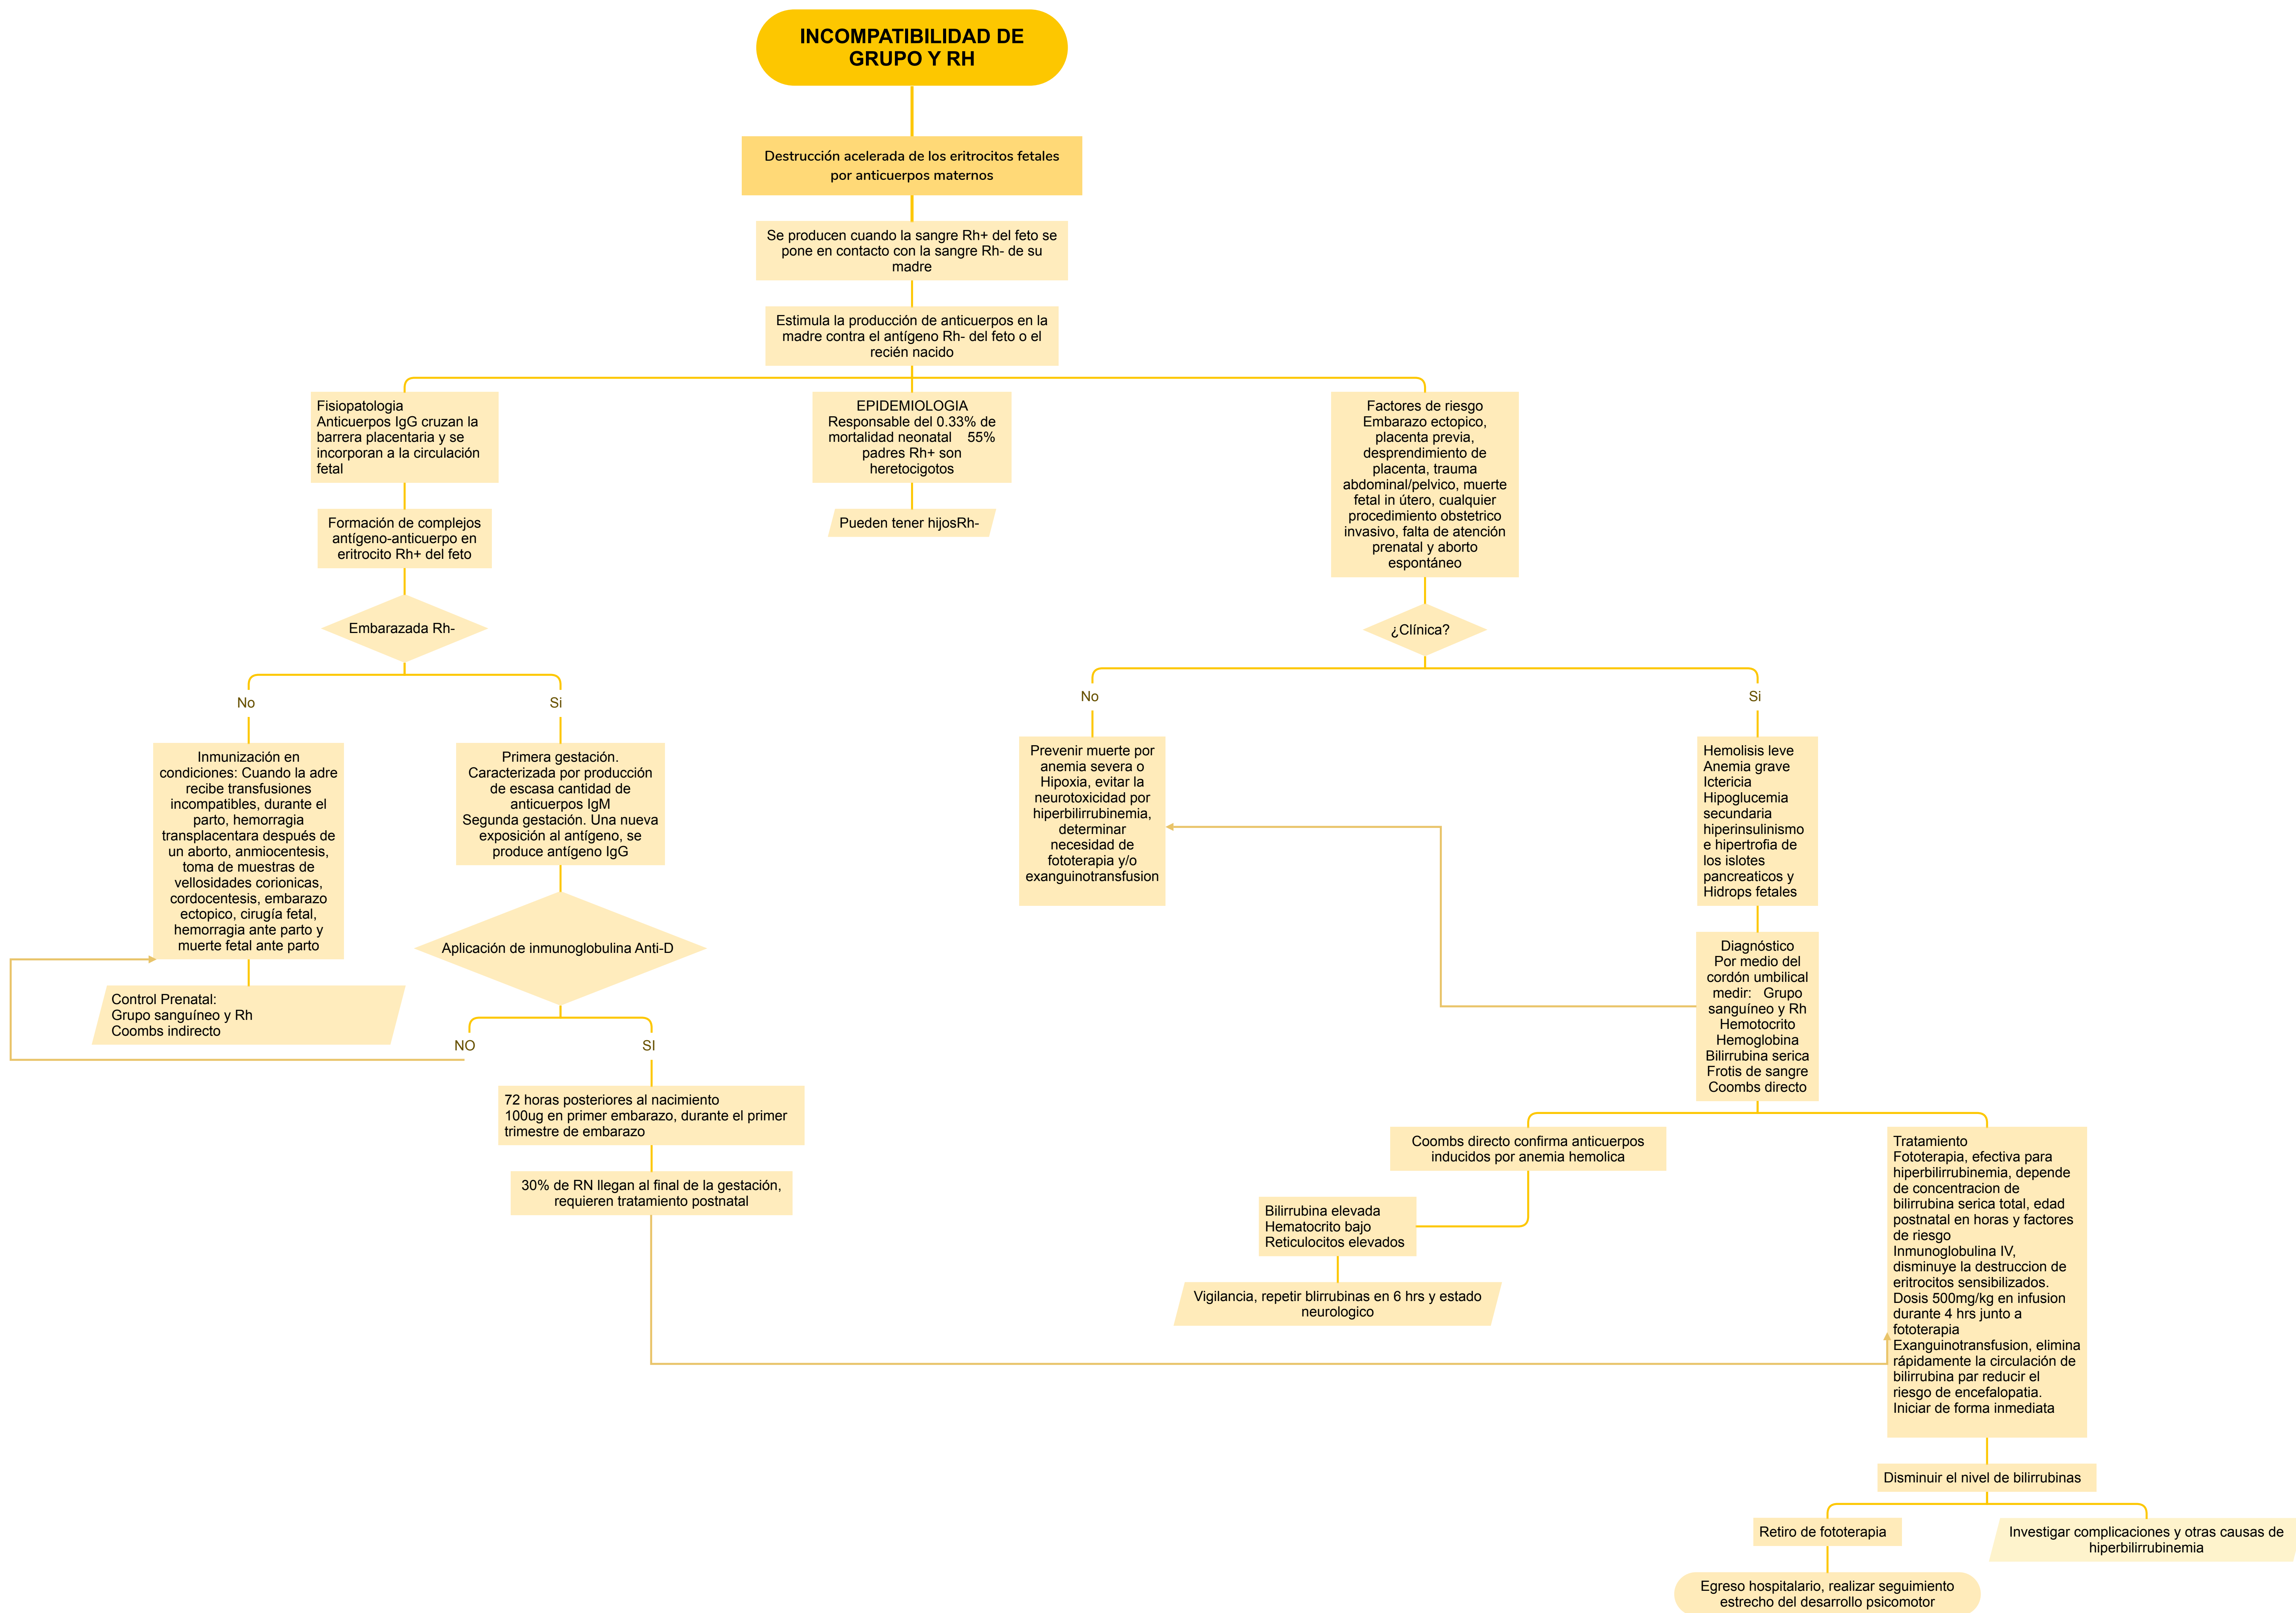 INCOMPATIBILIDAD DE
GRUPO Y RH
Destrucción acelerada de los eritrocitos fetales
por anticuerpos maternos
Se producen cuando la sangre Rh+ del feto se
pone en contacto con la sangre Rh- de su
madre
Estimula la producción de anticuerpos en la
madre contra el antígeno Rh- del feto o el
recién nacido
Fisiopatologia
Anticuerpos IgG cruzan la
barrera placentaria y se
incorporan a la circulación
fetal
Formación de complejos
antígeno-anticuerpo en
eritrocito Rh+ del feto
Embarazada Rh-
No
Si
Inmunización en
condiciones: Cuando la adre
recibe transfusiones
incompatibles, durante el
parto, hemorragia
transplacentara después de
un aborto, anmiocentesis,
toma de muestras de
vellosidades corionicas,
cordocentesis, embarazo
ectopico, cirugía fetal,
hemorragia ante parto y
muerte fetal ante parto
Control Prenatal:
Grupo sanguíneo y Rh
Coombs indirecto
Primera gestación.
Caracterizada por producción
de escasa cantidad de
anticuerpos IgM
Segunda gestación. Una nueva
exposición al antígeno, se
produce antígeno IgG
Aplicación de inmunoglobulina Anti-D
NO
SI
72 horas posteriores al nacimiento
100ug en primer embarazo, durante el primer
trimestre de embarazo
30% de RN llegan al final de la gestación,
requieren tratamiento postnatal
EPIDEMIOLOGIA
Responsable del 0.33% de
mortalidad neonatal 55%
padres Rh+ son
heretocigotos
Pueden tener hijosRh-
Factores de riesgo
Embarazo ectopico,
placenta previa,
desprendimiento de
placenta, trauma
abdominal/pelvico, muerte
fetal in útero, cualquier
procedimiento obstetrico
invasivo, falta de atención
prenatal y aborto
espontáneo
¿Clínica?
No
Si
Prevenir muerte por
anemia severa o
Hipoxia, evitar la
neurotoxicidad por
hiperbilirrubinemia,
determinar
necesidad de
fototerapia y/o
exanguinotransfusion
Hemolisis leve
Anemia grave
Ictericia
Hipoglucemia
secundaria
hiperinsulinismo
e hipertrofia de
los islotes
pancreaticos y
Hidrops fetales
Diagnóstico
Por medio del
cordón umbilical
medir: Grupo
sanguíneo y Rh
Hemotocrito
Hemoglobina
Bilirrubina serica
Frotis de sangre
Coombs directo
Coombs directo confirma anticuerpos
inducidos por anemia hemolica
Bilirrubina elevada
Hematocrito bajo
Reticulocitos elevados
Vigilancia, repetir blirrubinas en 6 hrs y estado
neurologico
Tratamiento
Fototerapia, efectiva para
hiperbilirrubinemia, depende
de concentracion de
bilirrubina serica total, edad
postnatal en horas y factores
de riesgo
Inmunoglobulina IV,
disminuye la destruccion de
eritrocitos sensibilizados.
Dosis 500mg/kg en infusion
durante 4 hrs junto a
fototerapia
Exanguinotransfusion, elimina
rápidamente la circulación de
bilirrubina par reducir el
riesgo de encefalopatia.
Iniciar de forma inmediata
Disminuir el nivel de bilirrubinas
Retiro de fototerapia
Investigar complicaciones y otras causas de
hiperbilirrubinemia
Egreso hospitalario, realizar seguimiento
estrecho del desarrollo psicomotor